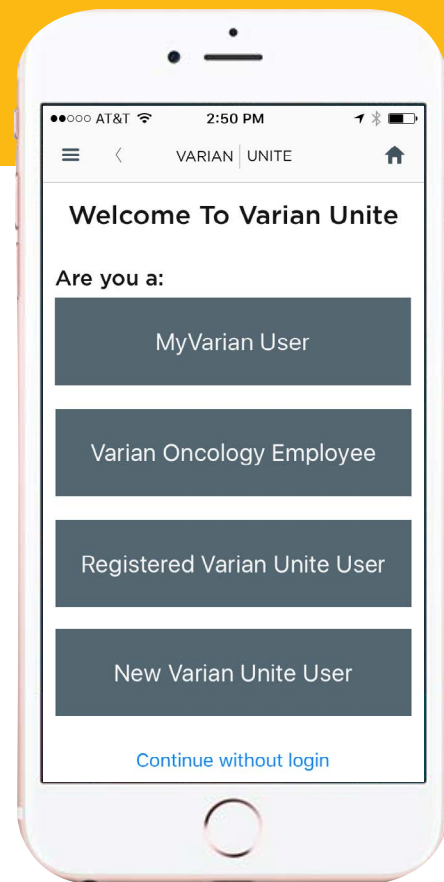 AT&T 2:50 PM
VARIAN UNITE
Welcome To Varian Unite
Are you a:
MyVarian User
Varian Oncology Employee
Registered Varian Unite User
New Varian Unite User
Continue without login